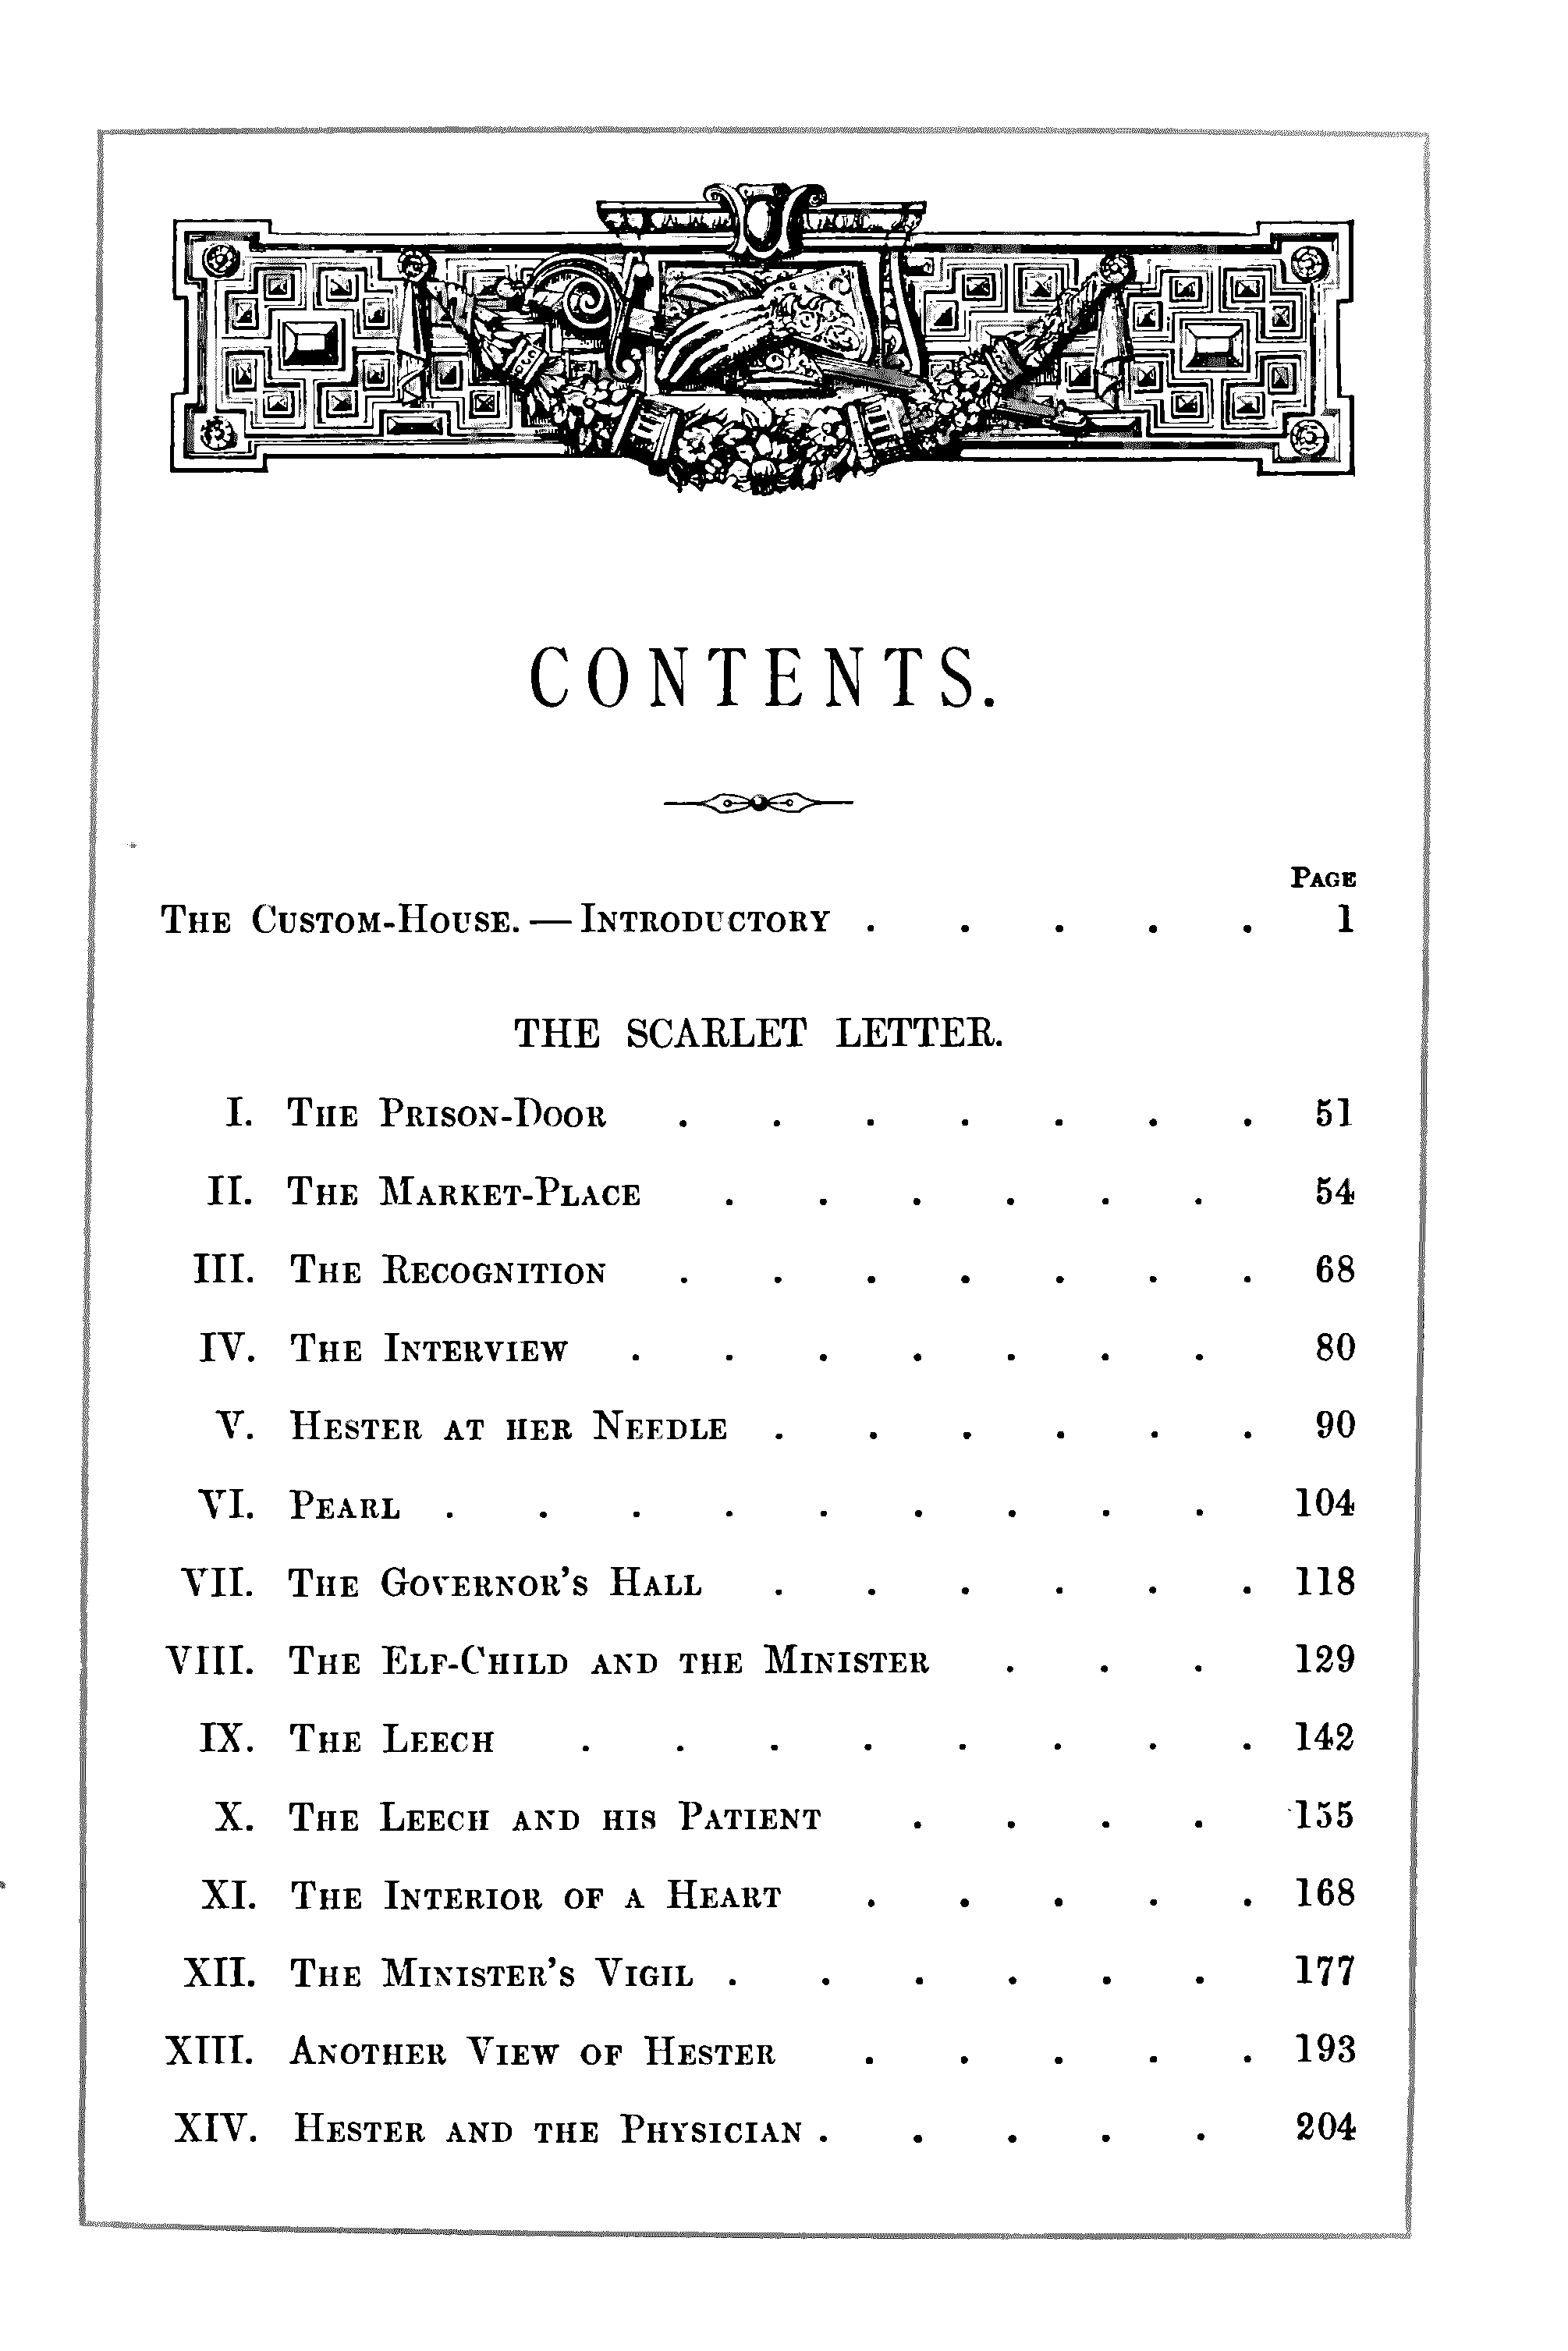 CONTENTS.
PAGE
THE CUSTOM-HOUSE. — INTRODUCTORY . . . . . 1
THE SCARLET LETTER.
I. THE PRISON-DOOR . . . . . . . 51
II. THE MARKET-PLACE . . . . . . 54
III. THE RECOGNITION . . . . . . . 68
IV. THE INTERVIEW . . . . . . . 80
V. HESTER AT HER NEEDLE . . . . . . 90
VI. PEARL . . . . . . . . . 104
VII. THE GOVERNOR'S HALL . . . . . . 118
VIII. THE ELF-CHILD AND THE MINISTER . . . 129
IX. THE LEECH . . . . . . . . 142
X. THE LEECH AND HIS PATIENT . . . . 155
XI. THE INTERIOR OF A HEART . . . . . 168
XII. THE MINISTER'S VIGIL . . . . . . 177
XIII. ANOTHER VIEW OF HESTER . . . . . 193
XIV. HESTER AND THE PHYSICIAN . . . . . 204